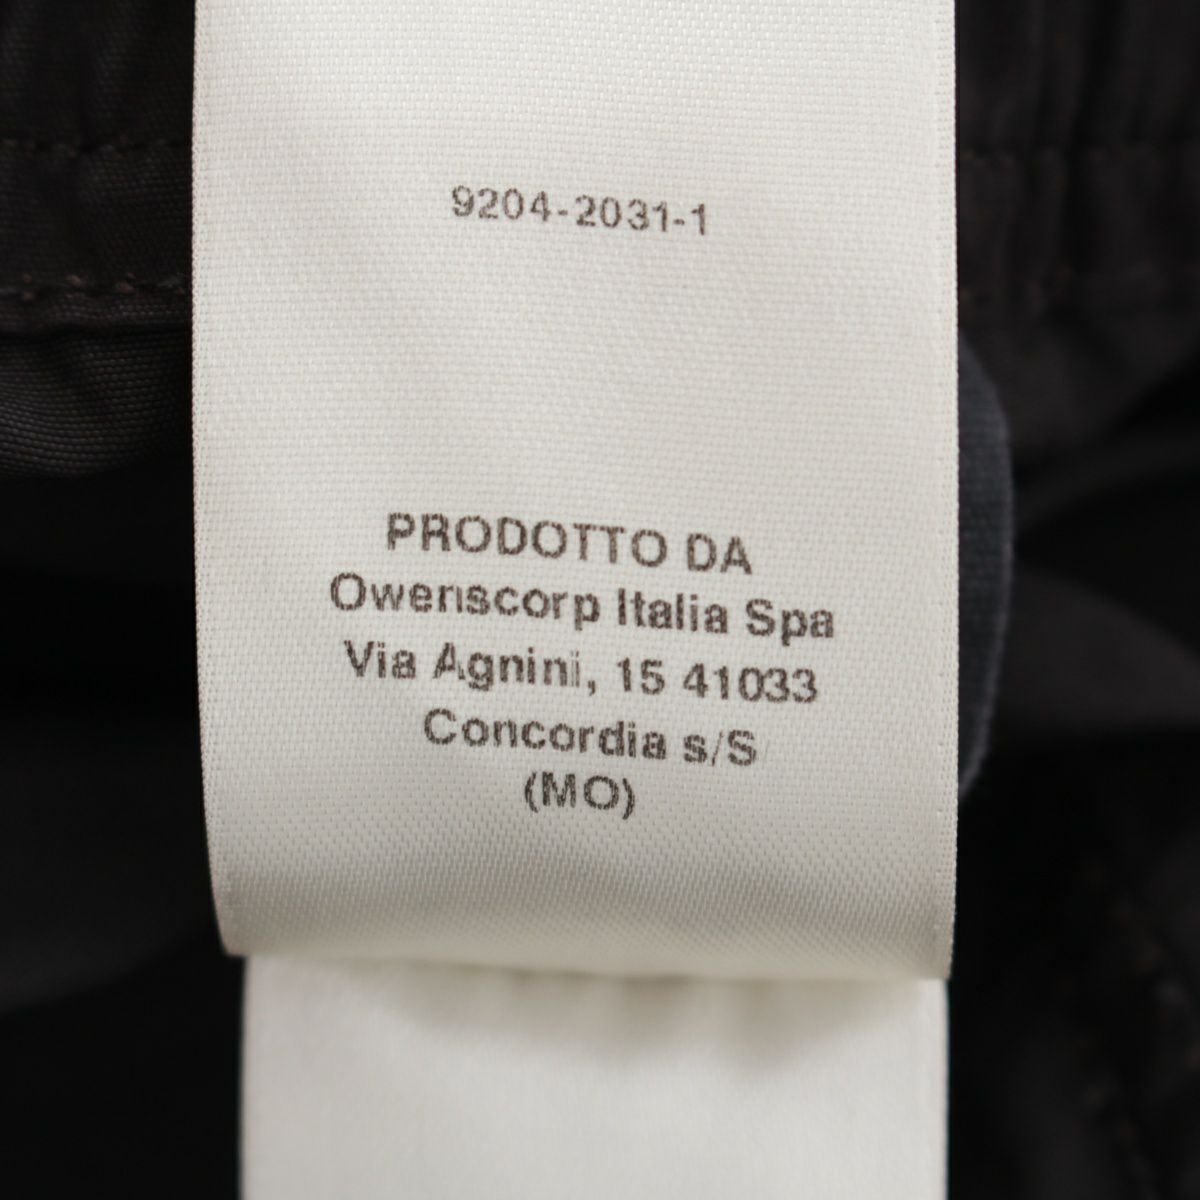 9204-2031-1
PRODOTTO DA
Owenscorp Italia Spa
Via Agnini, 15 41033
Concordia s/S
(MO)